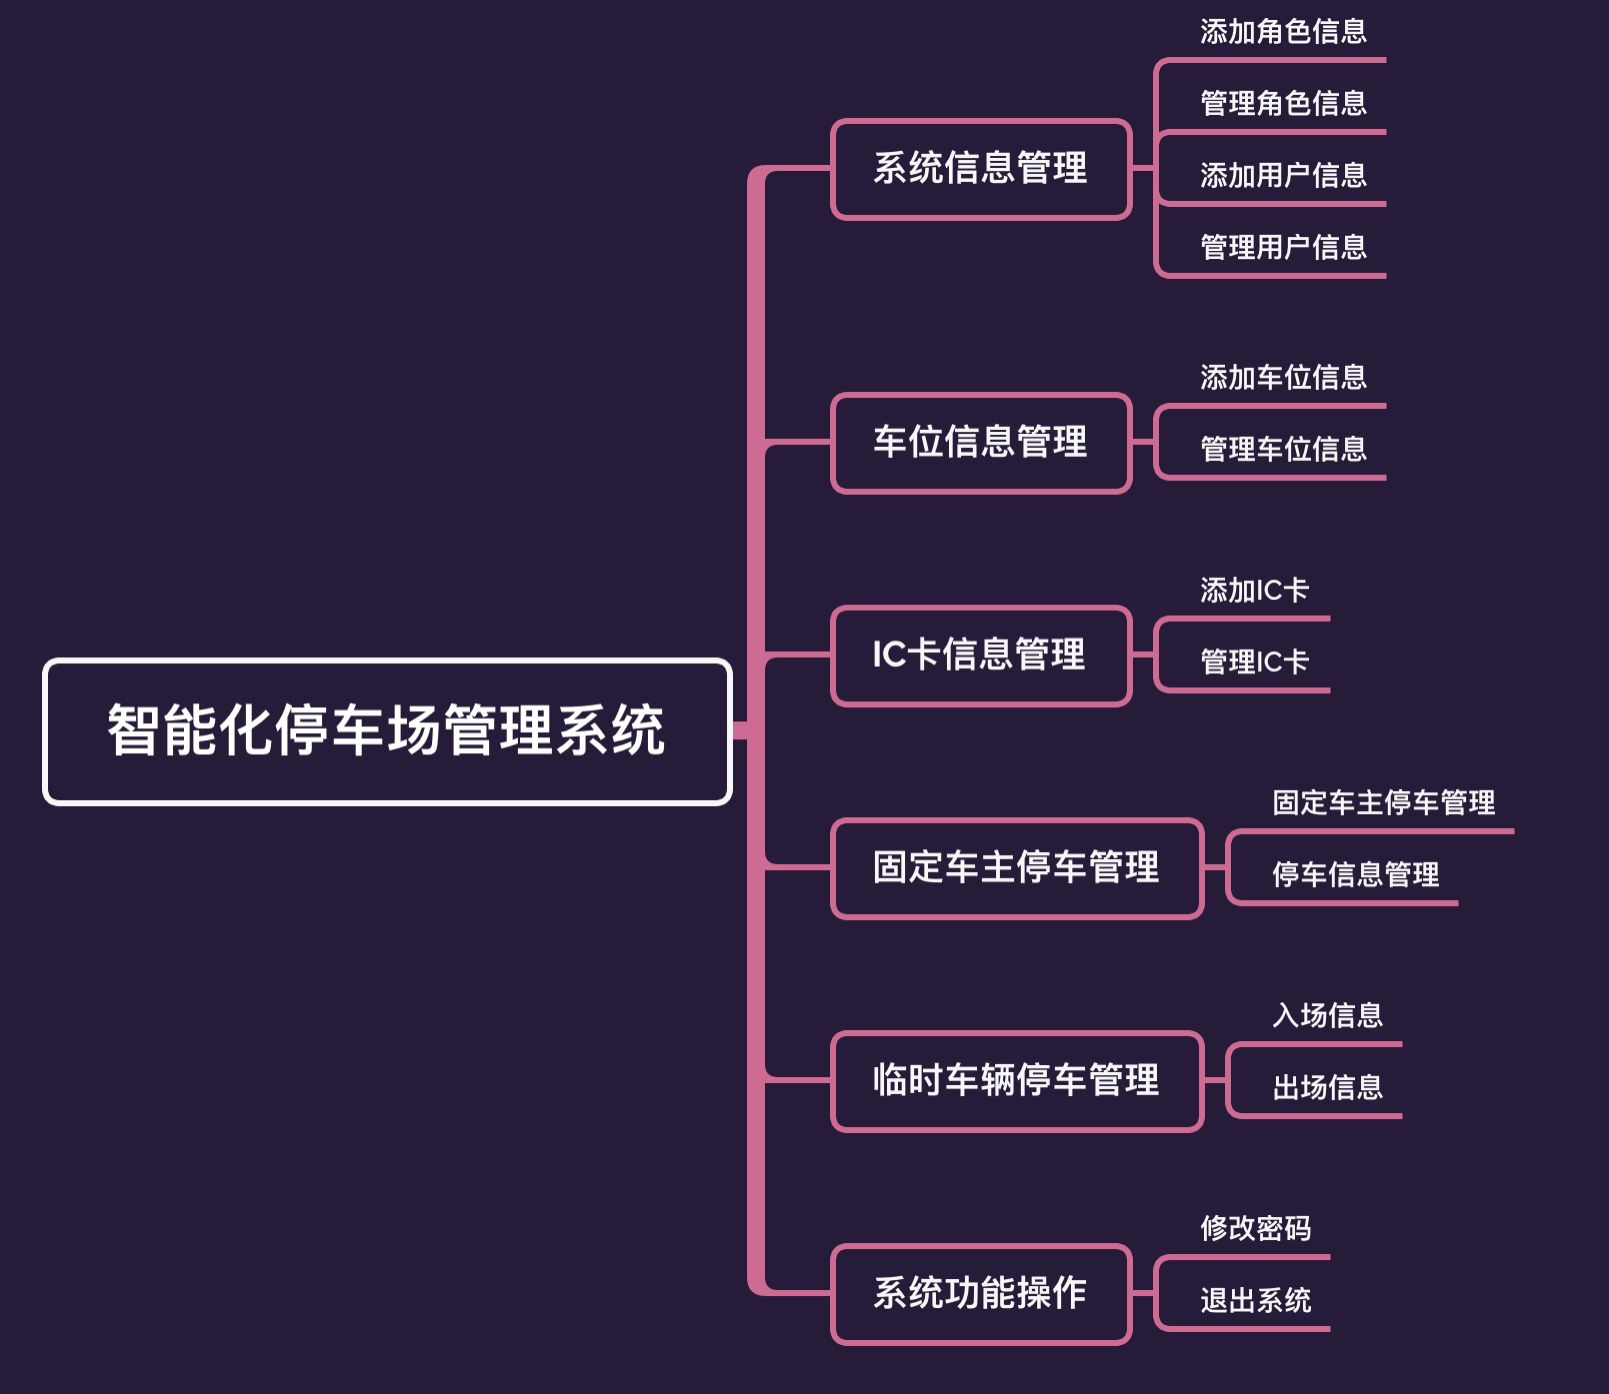 智能化停车场管理系统
系统信息管理
添加角色信息
管理角色信息
添加用户信息
管理用户信息
车位信息管理
添加车位信息
管理车位信息
IC卡信息管理
添加IC卡
管理IC卡
固定车主停车管理
固定车主停车管理
停车信息管理
临时车辆停车管理
入场信息
出场信息
系统功能操作
修改密码
退出系统